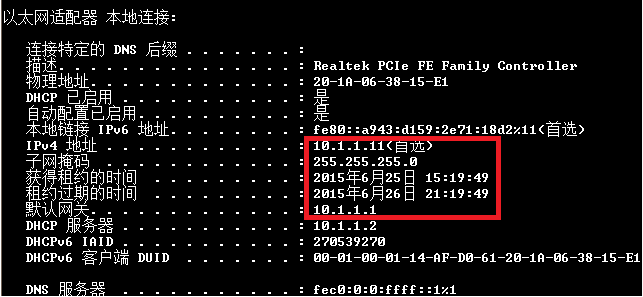 以太网适配器 本地连接:
连接特定的 DNS 后缀 . . . . . . . :
描述. . . . . . . . . . . . . . . : Realtek PCIe FE Family Controller
物理地址. . . . . . . . . . . . . : 20-1A-06-38-15-E1
DHCP 已启用 . . . . . . . . . . . : 是
自动配置已启用. . . . . . . . . . : 是
本地链接 IPv6 地址. . . . . . . . : fe80::a943:d159:2e71:18d2%11(首选)
IPv4 地址 . . . . . . . . . . . . : 10.1.1.11(首选)
子网掩码 . . . . . . . . . . . . : 255.255.255.0
获得租约的时间 . . . . . . . . . : 2015年6月25日 15:19:49
租约过期的时间 . . . . . . . . . : 2015年6月26日 21:19:49
默认网关. . . . . . . . . . . . . : 10.1.1.1
DHCP 服务器 . . . . . . . . . . . : 10.1.1.2
DHCPv6 IAID . . . . . . . . . . . : 270539270
DHCPv6 客户端 DUID . . . . . . . : 00-01-00-01-14-AF-D0-61-20-1A-06-38-15-E1
DNS 服务器 . . . . . . . . . . . : fec0:0:0:ffff::1%1